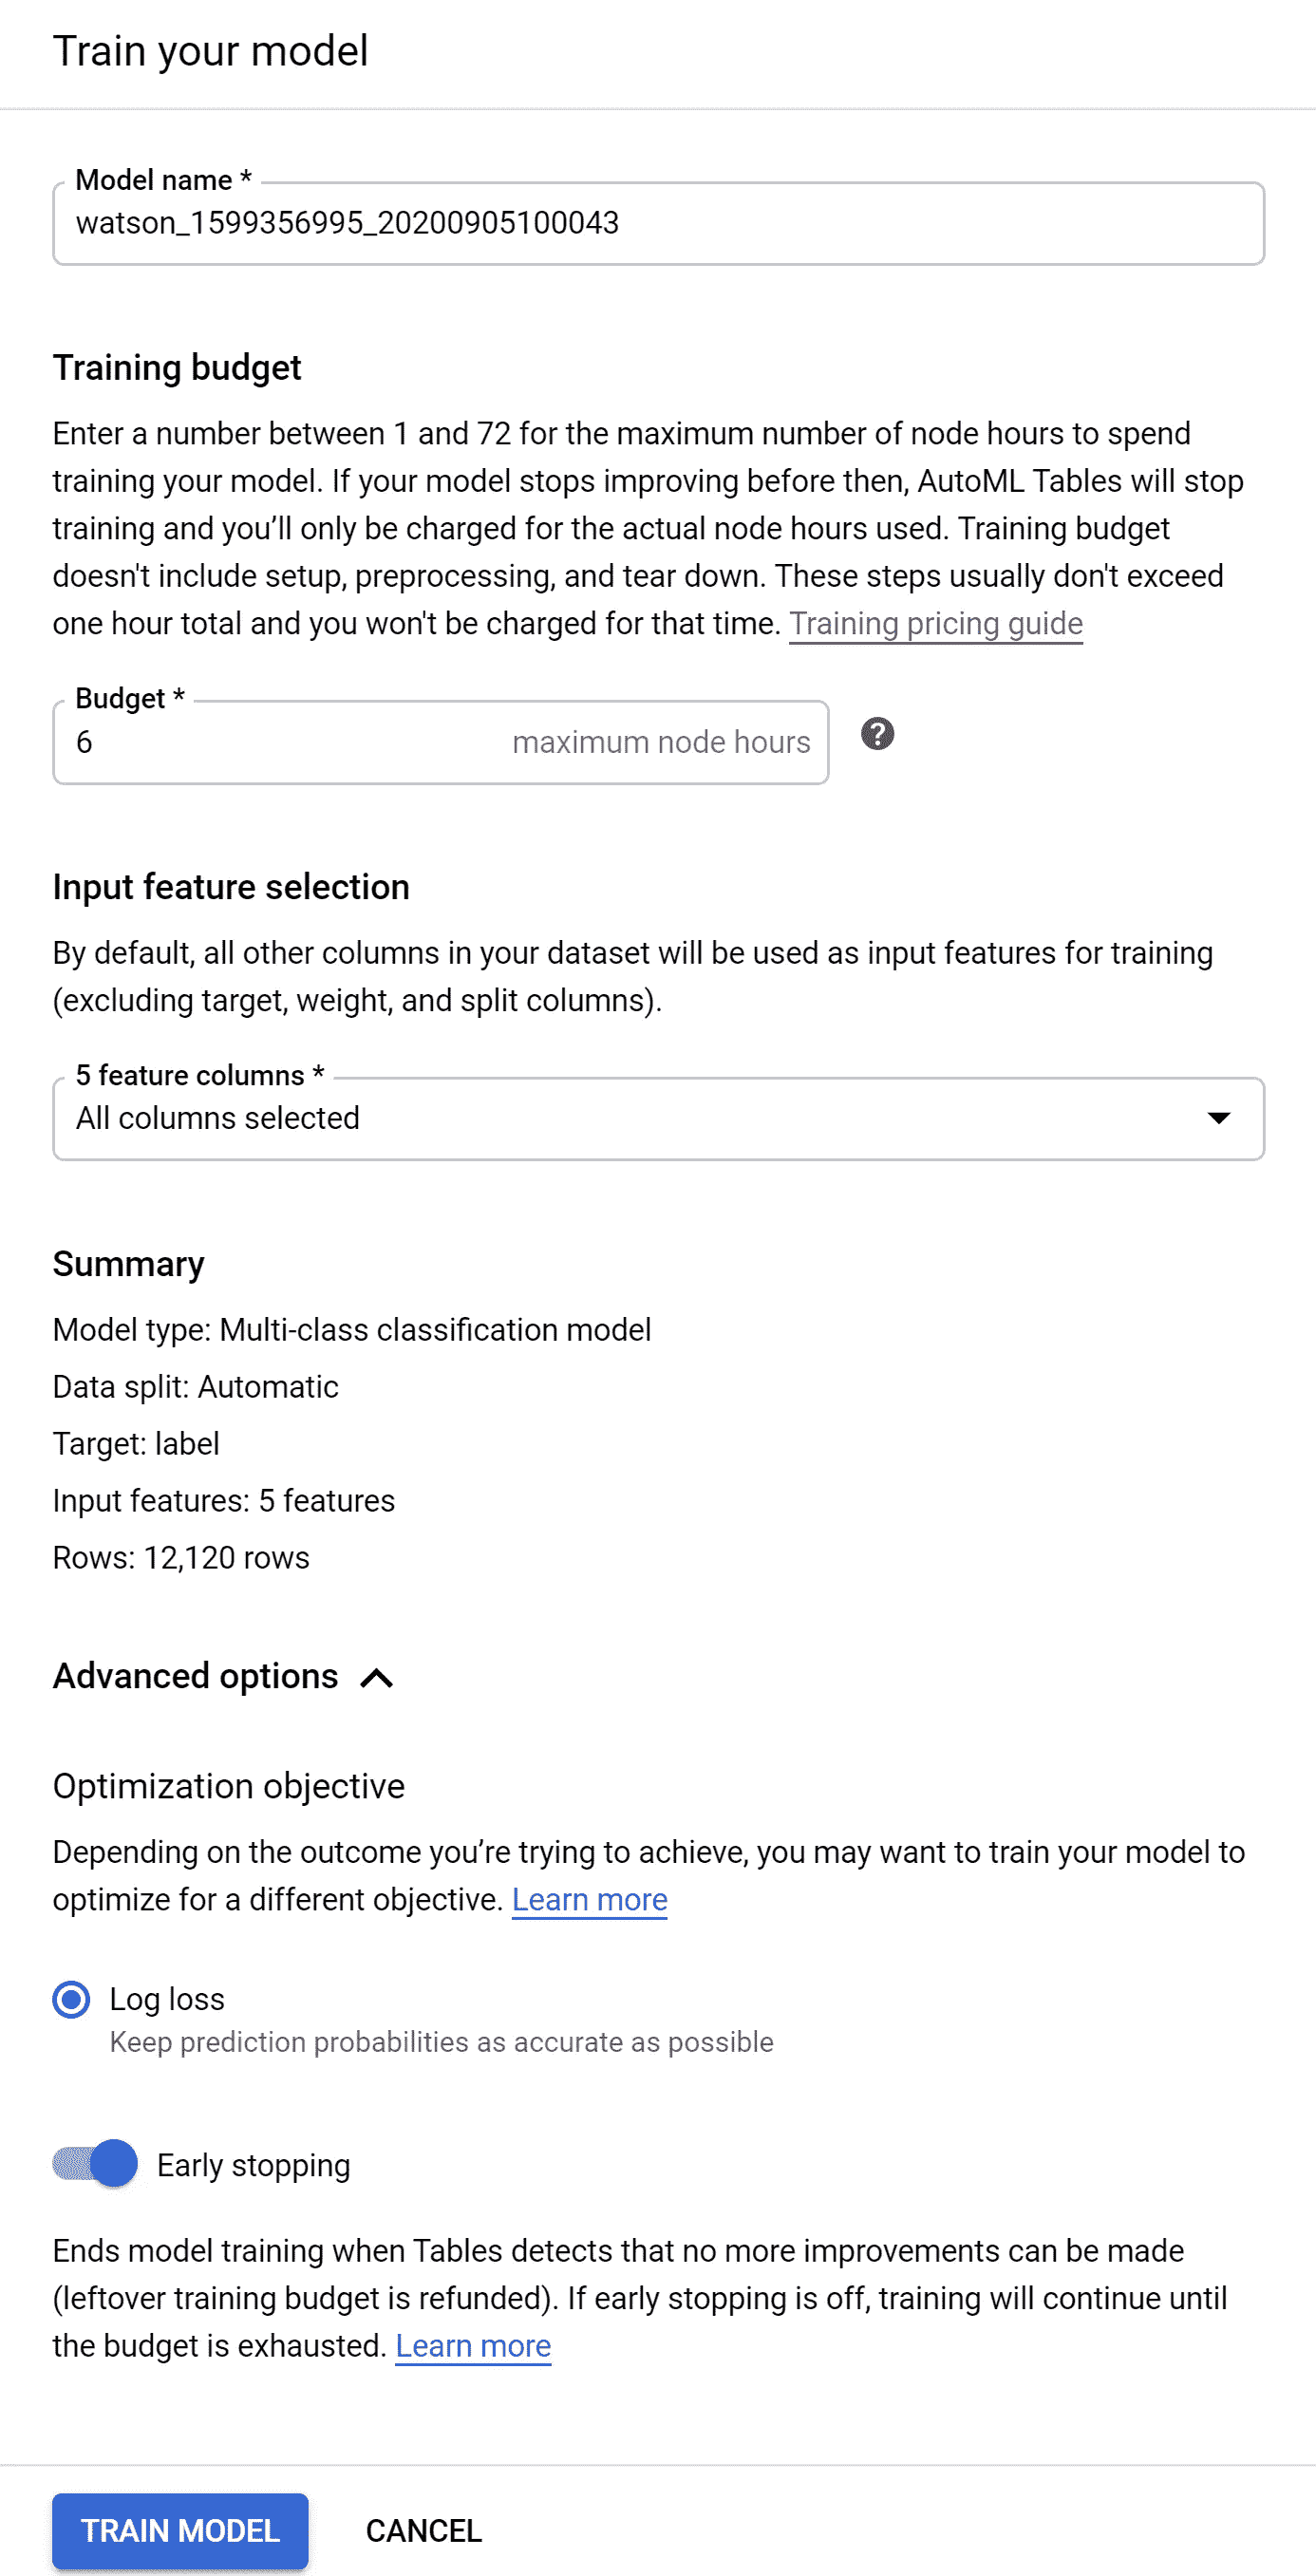 Train your model
Model name *
watson_1599356995_20200905100043
Training budget
Enter a number between 1 and 72 for the maximum number of node hours to spend
training your model. If your model stops improving before then, AutoML Tables will stop
training and you’ll only be charged for the actual node hours used. Training budget
doesn't include setup, preprocessing, and tear down. These steps usually don't exceed
one hour total and you won't be charged for that time. Training pricing guide
Budget *
6 maximum node hours
?
Input feature selection
By default, all other columns in your dataset will be used as input features for training
(excluding target, weight, and split columns).
5 feature columns *
All columns selected
Summary
Model type: Multi-class classification model
Data split: Automatic
Target: label
Input features: 5 features
Rows: 12,120 rows
Advanced options
Optimization objective
Depending on the outcome you’re trying to achieve, you may want to train your model to
optimize for a different objective. Learn more
Log loss
Keep prediction probabilities as accurate as possible
Early stopping
Ends model training when Tables detects that no more improvements can be made
(leftover training budget is refunded). If early stopping is off, training will continue until
the budget is exhausted. Learn more
TRAIN MODEL CANCEL